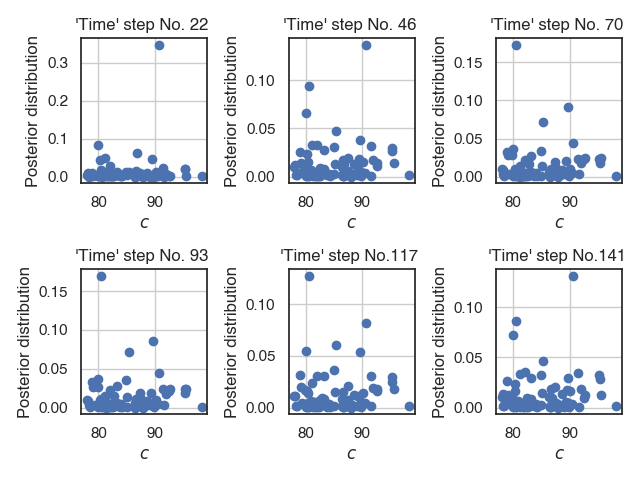 'Time' step No. 22
Posterior distribution
0.3
0.2
0.1
0.0
80
90
c
'Time' step No. 46
Posterior distribution
0.10
0.05
0.00
80
90
c
'Time' step No. 70
Posterior distribution
0.15
0.10
0.05
0.00
80
90
c
'Time' step No. 93
Posterior distribution
0.15
0.10
0.05
0.00
80
90
c
'Time' step No.117
Posterior distribution
0.10
0.05
0.00
80
90
c
'Time' step No.141
Posterior distribution
0.10
0.05
0.00
80
90
c